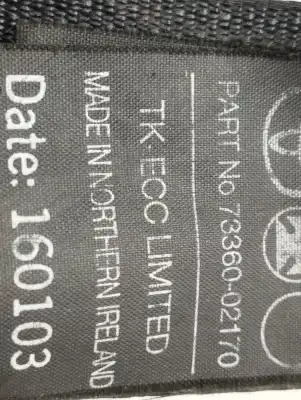 PART No 73360-02170
TK-ECC LIMITED
MADE IN NORTHERN IRELAND
Date: 160103